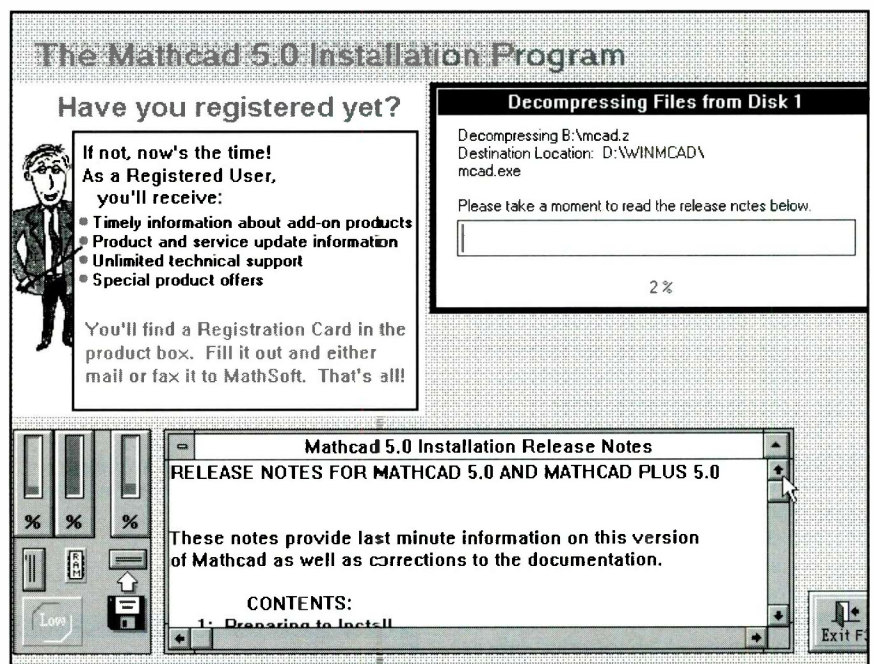 The Mathcad 5.0 Installation Program
Have you registered yet?
If not, now's the time!
As a Registered User,
you'll receive:
• Timely information about add-on products
• Product and service update information
• Unlimited technical support
• Special product offers
You'll find a Registration Card in the
product box. Fill it out and either
mail or fax it to MathSoft. That's all!
Decompressing Files from Disk 1
Decompressing B:\mcad.z
Destination Location: D:\WINMCAD\
mcad.exe
Please take a moment to read the release notes below.
2 %
% % %
RAM
Low
Mathcad 5.0 Installation Release Notes
RELEASE NOTES FOR MATHCAD 5.0 AND MATHCAD PLUS 5.0
These notes provide last minute information on this version
of Mathcad as well as corrections to the documentation.
CONTENTS:
1: Preparing to Install
Exit